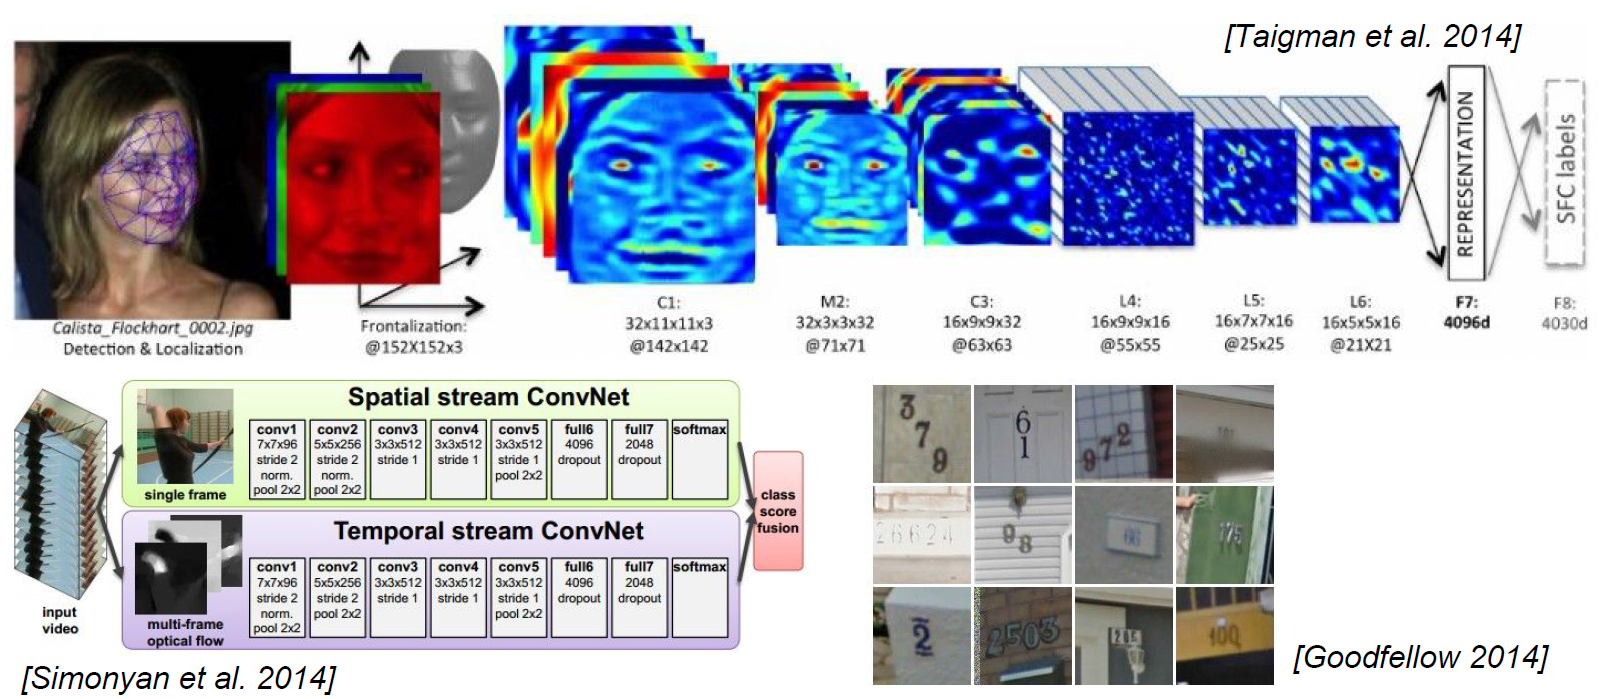 [Taigman et al. 2014]
Calista_Flockhart_0002.jpg
Detection & Localization
Frontalization:
@152X152x3
C1:
32x11x11x3
@142x142
M2:
32x3x3x32
@71x71
C3:
16x9x9x32
@63x63
L4:
16x9x9x16
@55x55
L5:
16x7x7x16
@25x25
L6:
16x5x5x16
@21X21
REPRESENTATION
F7:
4096d
SFC labels
F8:
4030d
input
video
Spatial stream ConvNet
single frame
conv1
7x7x96
stride 2
norm.
pool 2x2
conv2
5x5x256
stride 2
norm.
pool 2x2
conv3
3x3x512
stride 1
conv4
3x3x512
stride 1
conv5
3x3x512
stride 1
pool 2x2
full6
4096
dropout
full7
2048
dropout
softmax
Temporal stream ConvNet
multi-frame
optical flow
conv1
7x7x96
stride 2
norm.
pool 2x2
conv2
5x5x256
stride 2
pool 2x2
conv3
3x3x512
stride 1
conv4
3x3x512
stride 1
conv5
3x3x512
stride 1
pool 2x2
full6
4096
dropout
full7
2048
dropout
softmax
class
score
fusion
[Simonyan et al. 2014]
379
61
972
26624
98
175
2
2503
205
100
[Goodfellow 2014]